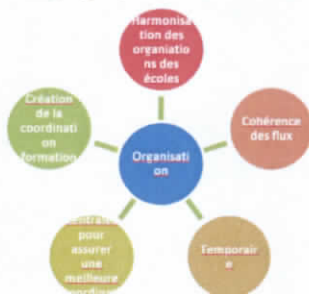 Harmonisa
tion des
organiatio
ns des
écoles
Création
de la
coordinati
on
formation
Cohérence
des flux
Organisati
on
pour
assurer
une
meilleure
Temporair
e